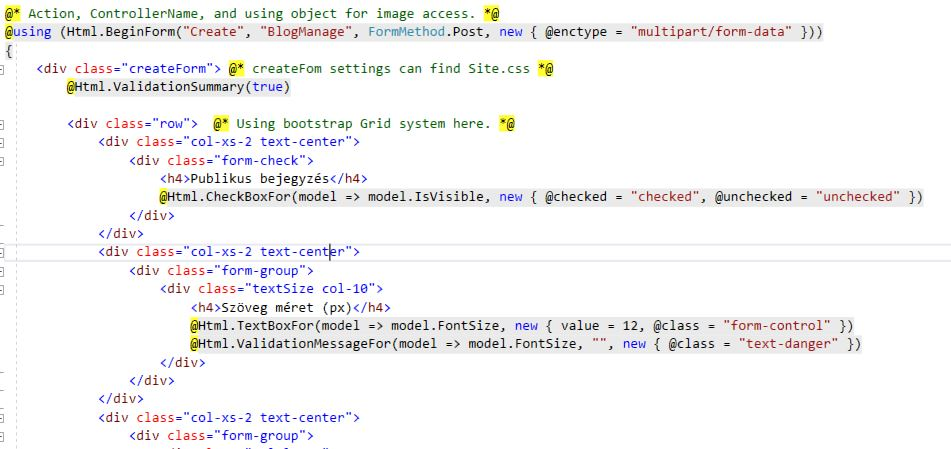 @* Action, ControllerName, and using object for image access. *@
@using (Html.BeginForm("Create", "BlogManage", FormMethod.Post, new { @enctype = "multipart/form-data" }))
{
<div class="createForm"> @* createFom settings can find Site.css *@
@Html.ValidationSummary(true)
<div class="row"> @* Using bootstrap Grid system here. *@
<div class="col-xs-2 text-center">
<div class="form-check">
<h4>Publikus bejegyzés</h4>
@Html.CheckBoxFor(model => model.IsVisible, new { @checked = "checked", @unchecked = "unchecked" })
</div>
</div>
<div class="col-xs-2 text-center">
<div class="form-group">
<div class="textSize col-10">
<h4>Szöveg méret (px)</h4>
@Html.TextBoxFor(model => model.FontSize, new { value = 12, @class = "form-control" })
@Html.ValidationMessageFor(model => model.FontSize, "", new { @class = "text-danger" })
</div>
</div>
</div>
<div class="col-xs-2 text-center">
<div class="form-group">